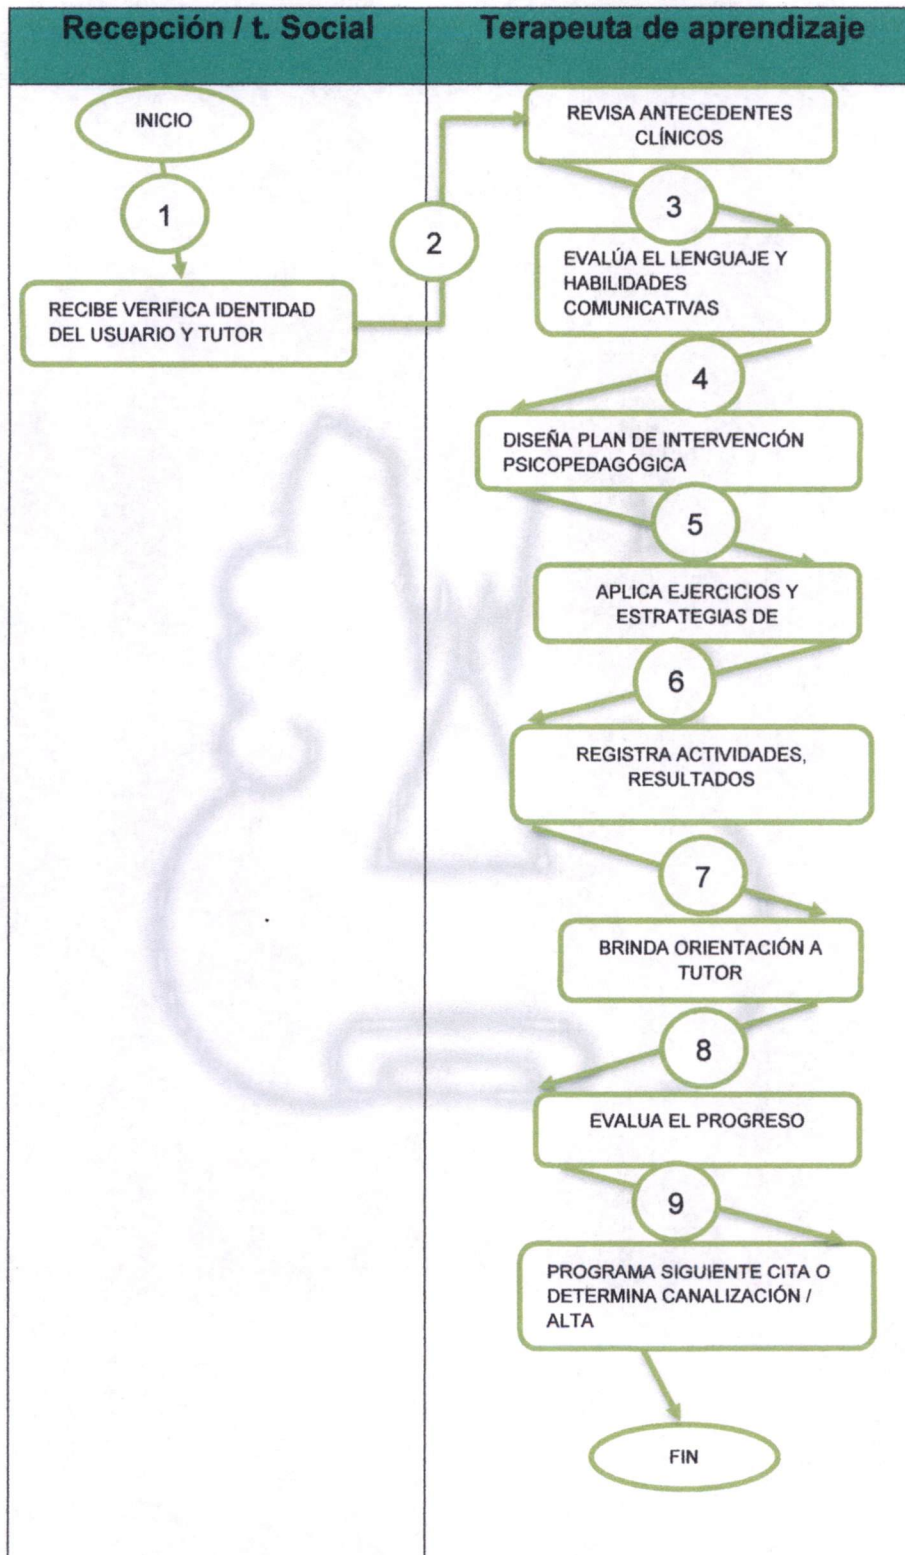 Recepción / t. Social
Terapeuta de aprendizaje
INICIO
1
RECIBE VERIFICA IDENTIDAD
DEL USUARIO Y TUTOR
2
REVISA ANTECEDENTES
CLÍNICOS
3
EVALÚA EL LENGUAJE Y
HABILIDADES
COMUNICATIVAS
4
DISEÑA PLAN DE INTERVENCIÓN
PSICOPEDAGÓGICA
5
APLICA EJERCICIOS Y
ESTRATEGIAS DE
6
REGISTRA ACTIVIDADES,
RESULTADOS
7
BRINDA ORIENTACIÓN A
TUTOR
8
EVALUA EL PROGRESO
9
PROGRAMA SIGUIENTE CITA O
DETERMINA CANALIZACIÓN /
ALTA
FIN